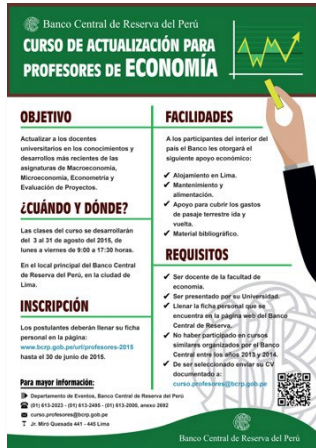 Banco Central de Reserva del Perú
CURSO DE ACTUALIZACIÓN PARA
PROFESORES DE ECONOMÍA
OBJETIVO
Actualizar a los docentes
universitarios en los conocimientos y
desarrollos más recientes de las
asignaturas de Macroeconomía,
Microeconomía, Econometría y
Evaluación de Proyectos.
¿CUÁNDO Y DÓNDE?
Las clases del curso se desarrollarán
del 3 al 31 de agosto del 2015, de
lunes a viernes de 9:00 a 17:30 horas.
En el local principal del Banco Central
de Reserva del Perú, en la ciudad de
Lima.
INSCRIPCIÓN
Los postulantes deberán llenar su ficha
personal en la página:
www.bcrp.gob.pe/url/profesores-2015
hasta el 30 de junio de 2015.
FACILIDADES
A los participantes del interior del
país el Banco les otorgará el
siguiente apoyo económico:
✓ Alojamiento en Lima.
✓ Mantenimiento y
alimentación.
✓ Apoyo para cubrir los gastos
de pasaje terrestre ida y
vuelta.
✓ Material bibliográfico.
REQUISITOS
✓ Ser docente de la facultad de
economía.
✓ Ser presentado por su Universidad.
✓ Llenar la ficha personal que se
encuentra en la página web del Banco
Central de Reserva.
✓ No haber participado en cursos
similares organizados por el Banco
Central entre los años 2013 y 2014.
✓ De ser seleccionado enviar su CV
documentado a:
curso.profesores@bcrp.gob.pe
Para mayor información:
Departamento de Eventos, Banco Central de Reserva del Perú
(01) 613-2023 - (01) 613-2495 - (01) 613-2000, anexo 2692
curso.profesores@bcrp.gob.pe
Jr. Miró Quesada 441 - 445 Lima
Banco Central de Reserva del Perú